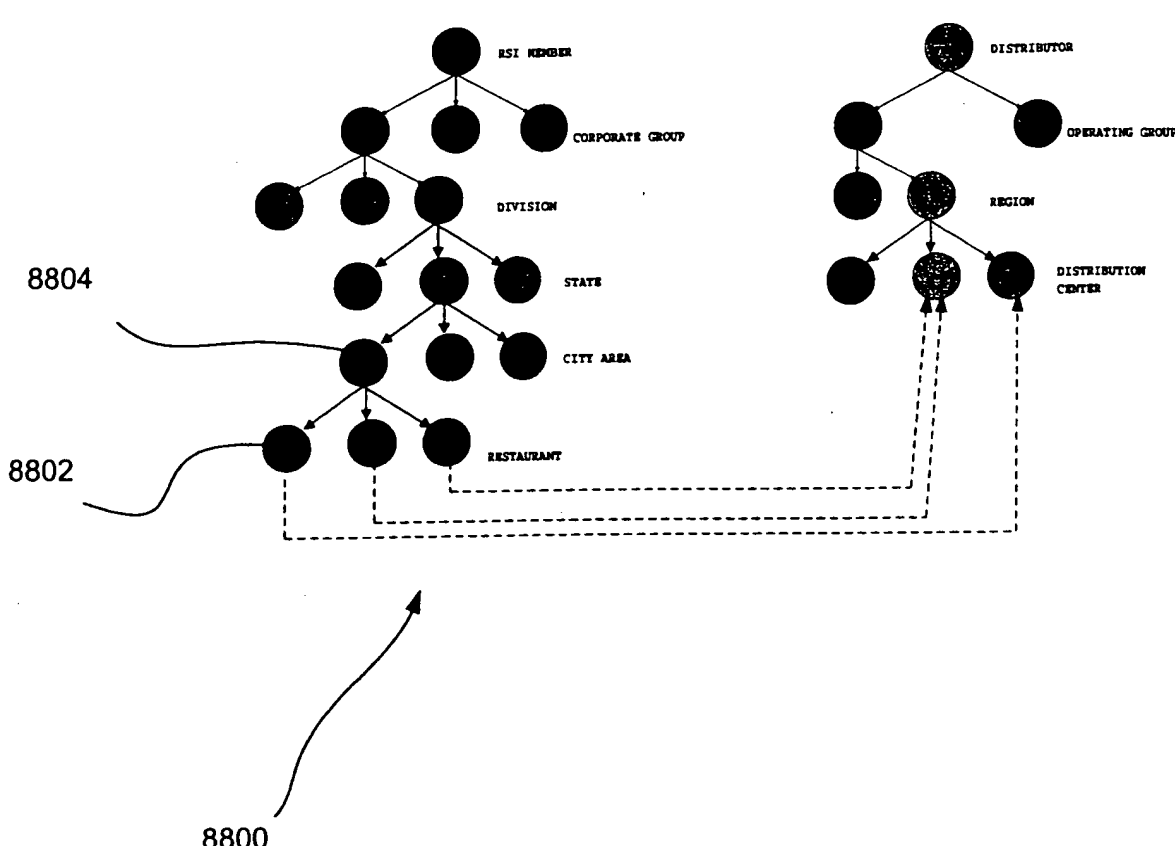 RSI MEMBER
DISTRIBUTOR
CORPORATE GROUP
OPERATING GROUP
DIVISION
REGION
8804
STATE
DISTRIBUTION
CENTER
CITY AREA
8802
RESTAURANT
8800